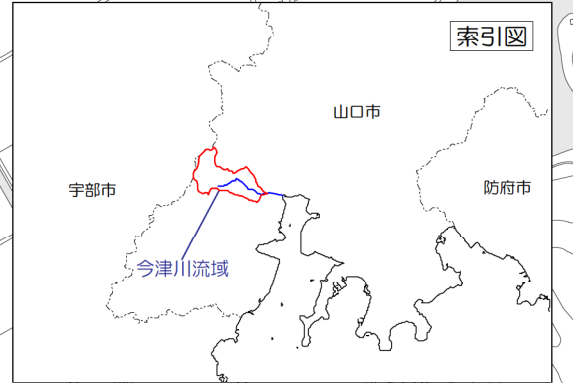 索引図
山口市
宇部市
防府市
今津川流域